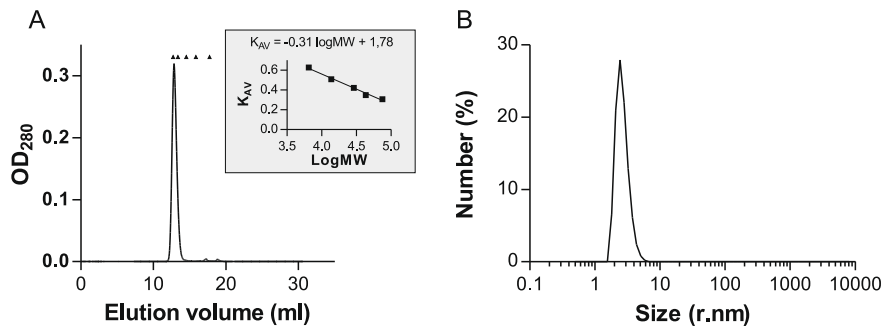 A
K_AV = -0.31 logMW + 1,78
0.6
0.4
0.2
0.0
K_AV
3.5 4.0 4.5 5.0
LogMW
0.3
0.2
0.1
0.0
OD_280
0 10 20 30
Elution volume (ml)
B
30
20
10
0
Number (%)
0.1 1 10 100 1000 10000
Size (r.nm)